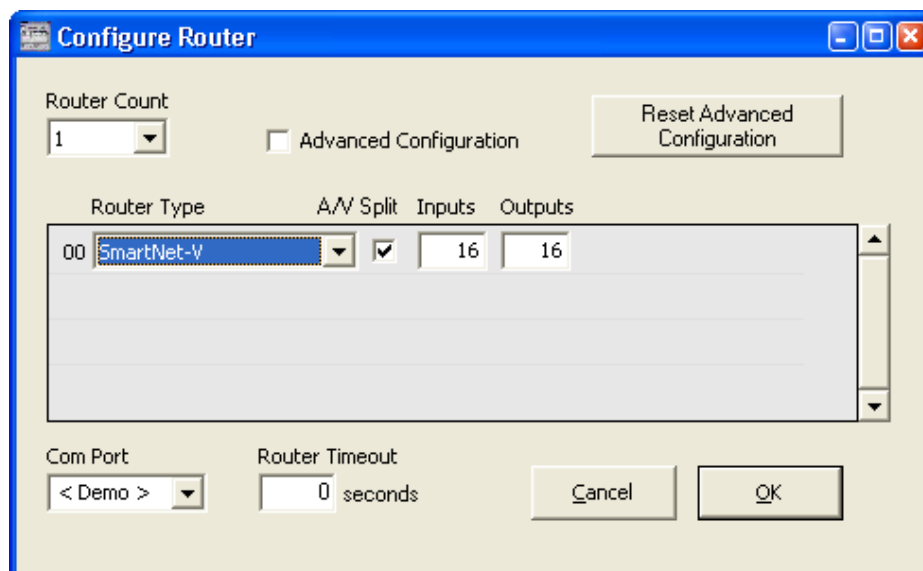 Configure Router
Router Count
1
Advanced Configuration
Reset Advanced
Configuration
Router Type A/V Split Inputs Outputs
00 SmartNet-V 16 16
Com Port
< Demo >
Router Timeout
0 seconds
Cancel
OK